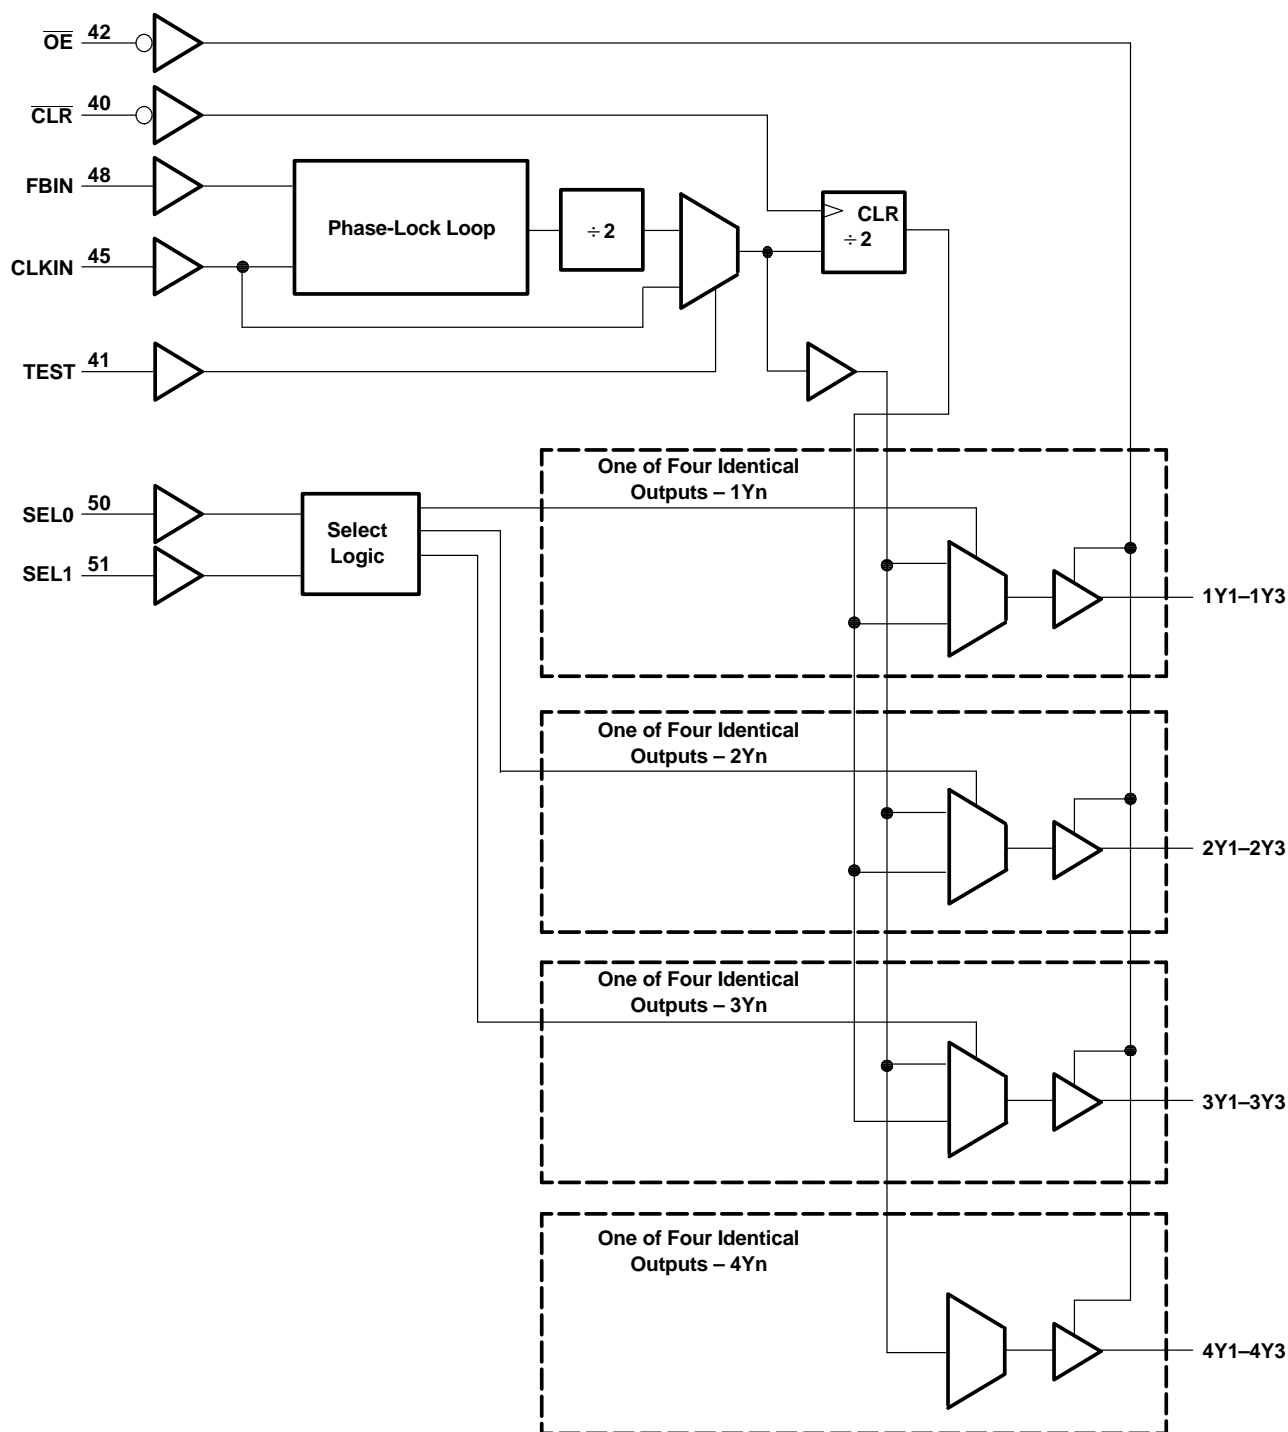 OE 42
CLR 40
FBIN 48
Phase-Lock Loop
÷ 2
CLR
÷ 2
CLKIN 45
TEST 41
One of Four Identical
Outputs – 1Yn
SEL0 50
SEL1 51
Select
Logic
1Y1–1Y3
One of Four Identical
Outputs – 2Yn
2Y1–2Y3
One of Four Identical
Outputs – 3Yn
3Y1–3Y3
One of Four Identical
Outputs – 4Yn
4Y1–4Y3